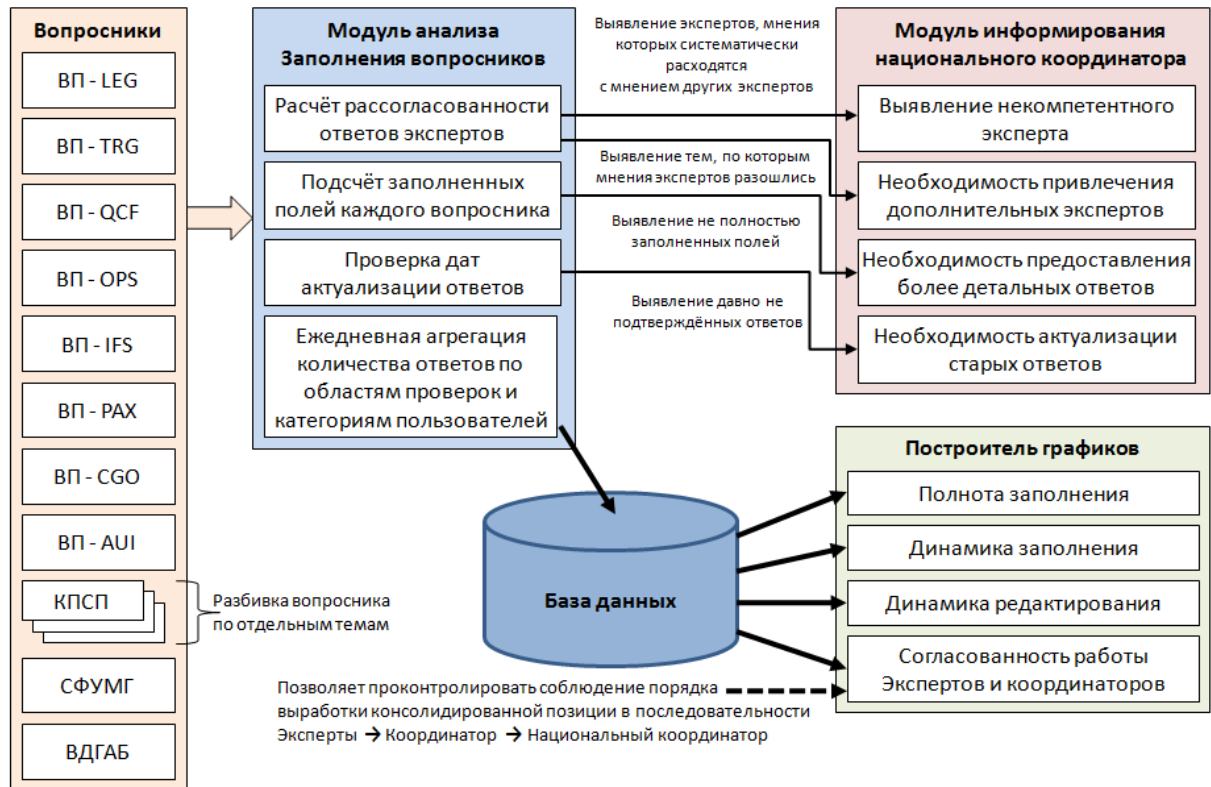 Вопросники
ВП - LEG
ВП - TRG
ВП - QCF
ВП - OPS
ВП - IFS
ВП - PAX
ВП - CGO
ВП - AUI
КПСП
СФУМГ
ВДГАБ
Разбивка вопросника
по отдельным темам
Модуль анализа
Заполнения вопросников
Расчёт рассогласованности
ответов экспертов
Подсчёт заполненных
полей каждого вопросника
Проверка дат
актуализации ответов
Ежедневная агрегация
количества ответов по
областям проверок и
категориям пользователей
Выявление экспертов, мнения
которых систематически
расходятся
с мнением других экспертов
Выявление тем, по которым
мнения экспертов разошлись
Выявление не полностью
заполненных полей
Выявление давно не
подтверждённых ответов
Модуль информирования
национального координатора
Выявление некомпетентного
эксперта
Необходимость привлечения
дополнительных экспертов
Необходимость предоставления
более детальных ответов
Необходимость актуализации
старых ответов
База данных
Построитель графиков
Полнота заполнения
Динамика заполнения
Динамика редактирования
Согласованность работы
Экспертов и координаторов
Позволяет проконтролировать соблюдение порядка
выработки консолидированной позиции в последовательности
Эксперты → Координатор → Национальный координатор